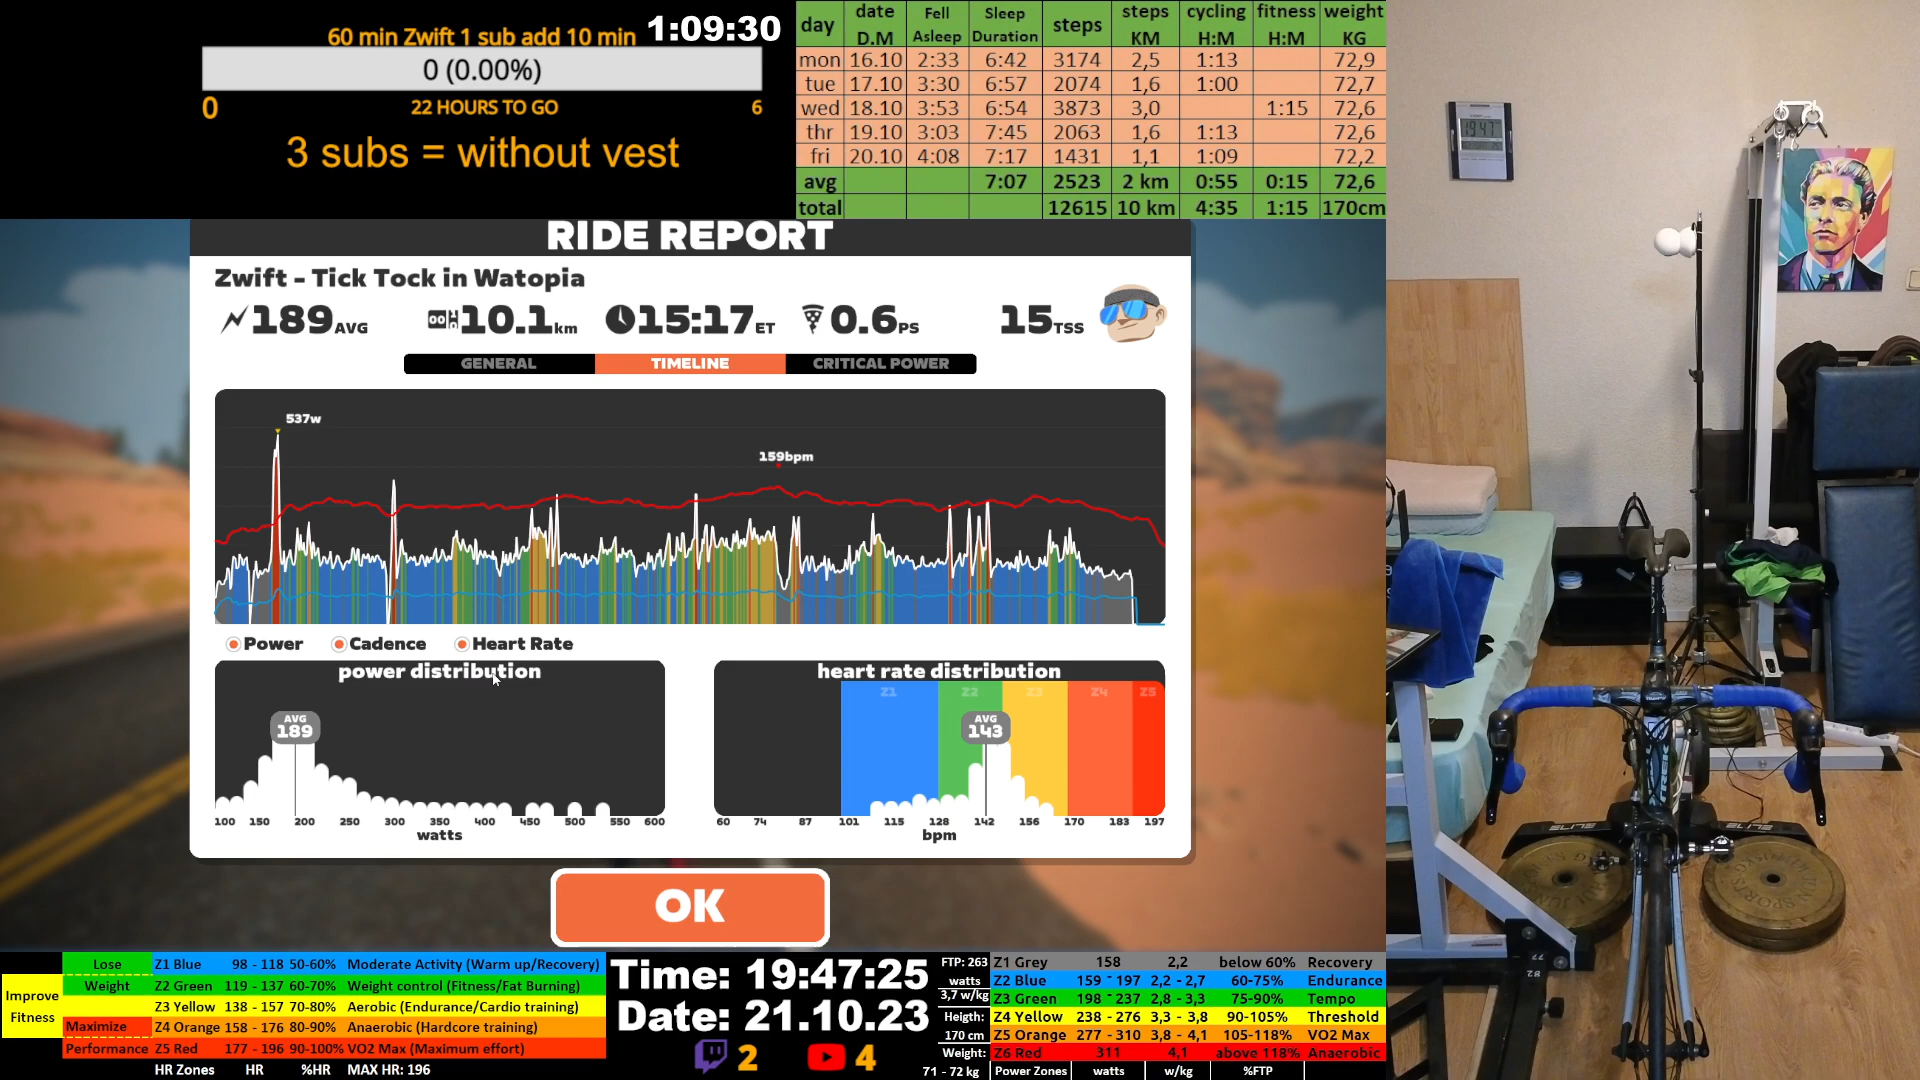 60 min Zwift 1 sub add 10 min 1:09:30
0 (0.00%)
0 22 HOURS TO GO 6
3 subs = without vest
day date D.M Fell Asleep Sleep Duration steps steps KM cycling H:M fitness H:M weight KG
mon 16.10 2:33 6:42 3174 2,5 1:13 72,9
tue 17.10 3:30 6:57 2074 1,6 1:00 72,7
wed 18.10 3:53 6:54 3873 3,0 1:15 72,6
thr 19.10 3:03 7:45 2063 1,6 1:13 72,6
fri 20.10 4:08 7:17 1431 1,1 1:09 72,2
avg 7:07 2523 2 km 0:55 0:15 72,6
total 12615 10 km 4:35 1:15 170cm
19:47
RIDE REPORT
Zwift - Tick Tock in Watopia
189 AVG 10.1 km 15:17 ET 0.6 PS 15 TSS
GENERAL TIMELINE CRITICAL POWER
537w
159bpm
Power Cadence Heart Rate
power distribution
AVG
189
100 150 200 250 300 350 400 450 500 550 600
watts
heart rate distribution
Z1 Z2 Z3 Z4 Z5
AVG
143
60 74 87 101 115 128 142 156 170 183 197
bpm
OK
ELITE
ELITE
Improve Fitness
Lose Weight
Maximize Performance
Z1 Blue 98 - 118 50-60% Moderate Activity (Warm up/Recovery)
Z2 Green 119 - 137 60-70% Weight control (Fitness/Fat Burning)
Z3 Yellow 138 - 157 70-80% Aerobic (Endurance/Cardio training)
Z4 Orange 158 - 176 80-90% Anaerobic (Hardcore training)
Z5 Red 177 - 196 90-100% VO2 Max (Maximum effort)
HR Zones HR %HR MAX HR: 196
Time: 19:47:25
Date: 21.10.23
2 4
FTP: 263
watts
3,7 w/kg
Heigth:
170 cm
Weight:
71 - 72 kg
Z1 Grey 158 2,2 below 60% Recovery
Z2 Blue 159 - 197 2,2 - 2,7 60-75% Endurance
Z3 Green 198 - 237 2,8 - 3,3 75-90% Tempo
Z4 Yellow 238 - 276 3,3 - 3,8 90-105% Threshold
Z5 Orange 277 - 310 3,8 - 4,1 105-118% VO2 Max
Z6 Red 311 4,1 above 118% Anaerobic
Power Zones watts w/kg %FTP